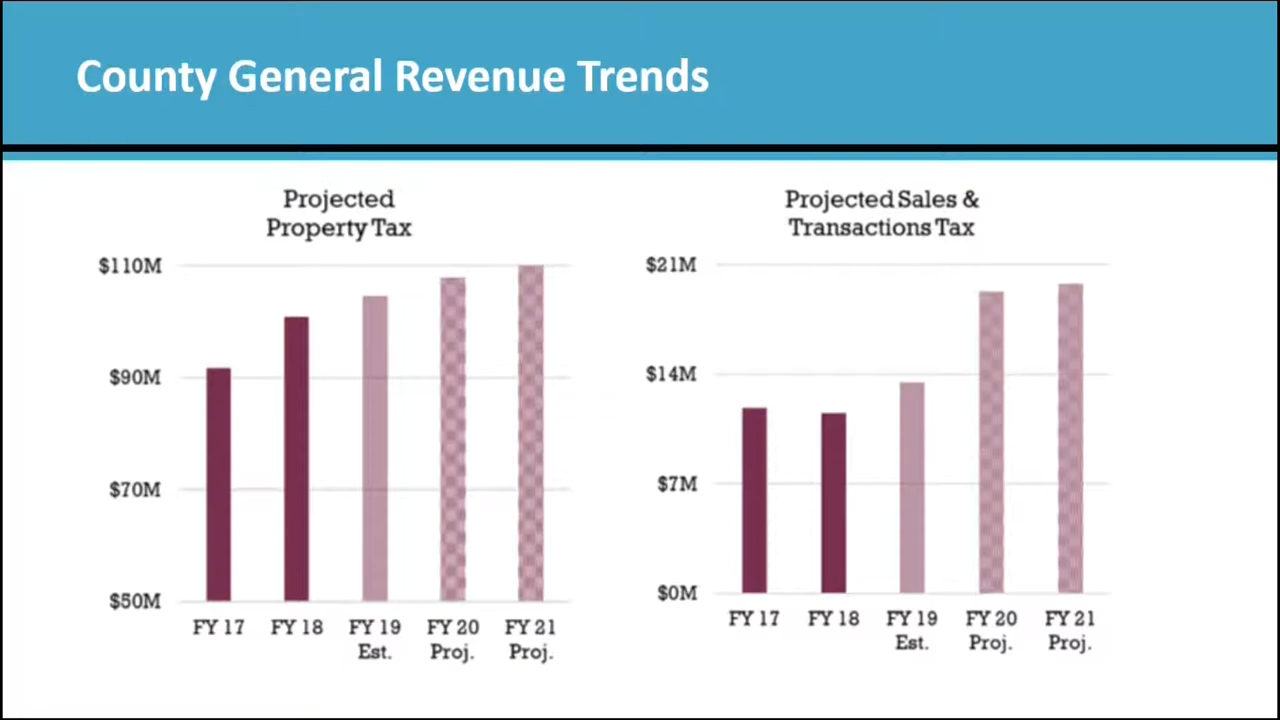 County General Revenue Trends
Projected
Property Tax
$110M
$90M
$70M
$50M
FY 17
FY 18
FY 19
Est.
FY 20
Proj.
FY 21
Proj.
Projected Sales &
Transactions Tax
$21M
$14M
$7M
$0M
FY 17
FY 18
FY 19
Est.
FY 20
Proj.
FY 21
Proj.